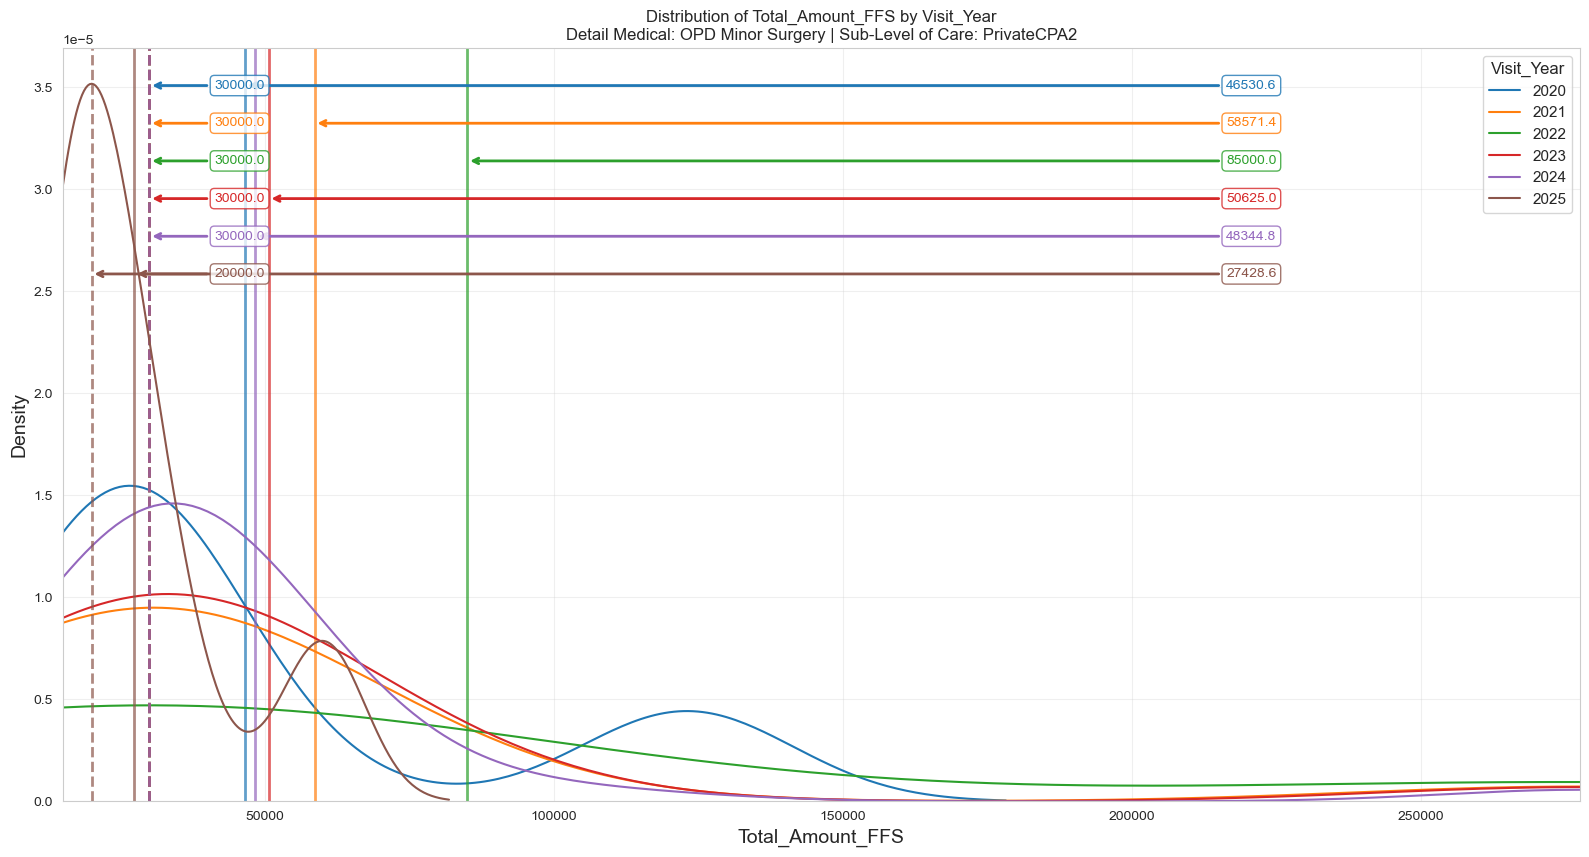 Distribution of Total_Amount_FFS by Visit_Year
Detail Medical: OPD Minor Surgery | Sub-Level of Care: PrivateCPA2
1e−5
3.5
3.0
2.5
2.0
1.5
1.0
0.5
0.0
Density
30000.0 46530.6
30000.0 58571.4
30000.0 85000.0
30000.0 50625.0
30000.0 48344.8
20000.0 27428.6
Visit_Year
2020
2021
2022
2023
2024
2025
50000 100000 150000 200000 250000
Total_Amount_FFS